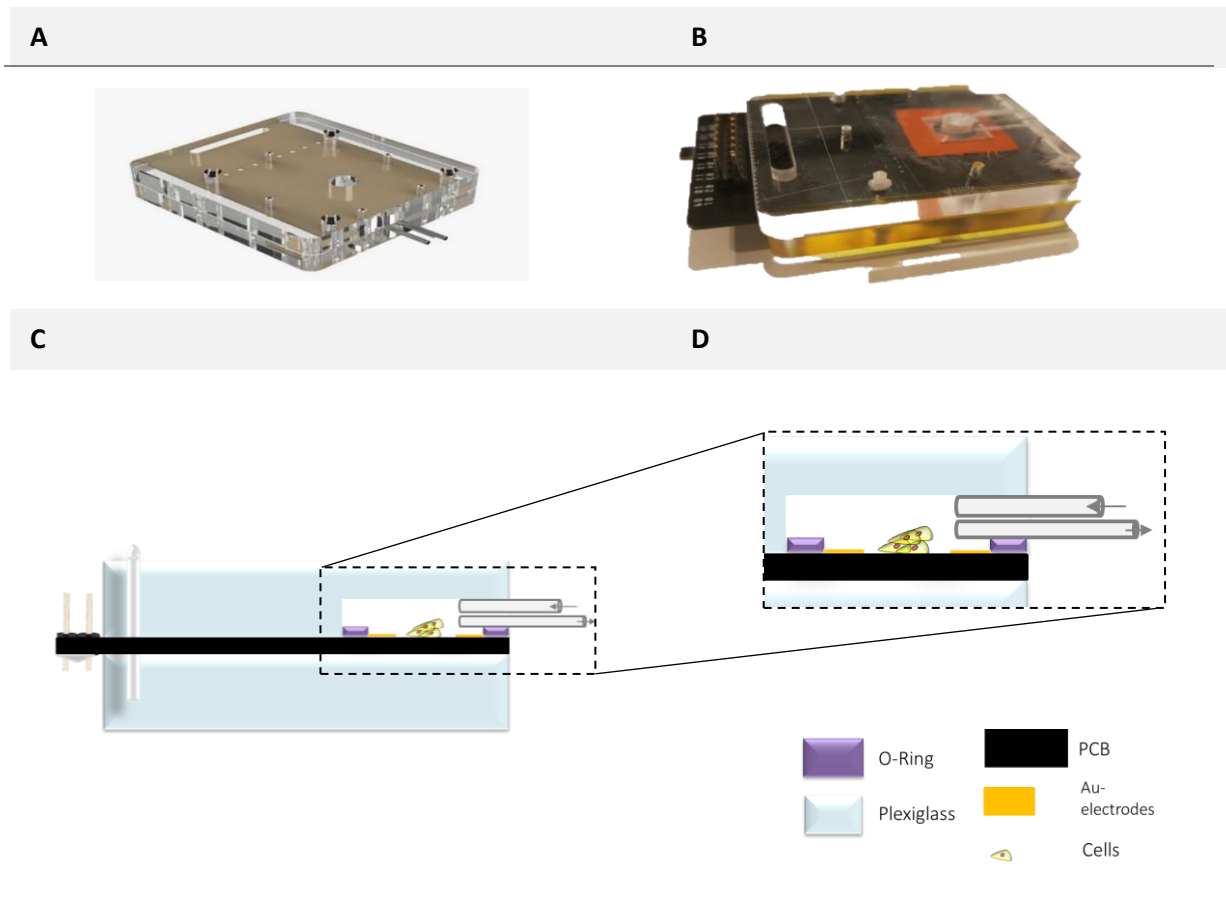 A
B
C
D
O-Ring
PCB
Plexiglass
Au-
electrodes
Cells